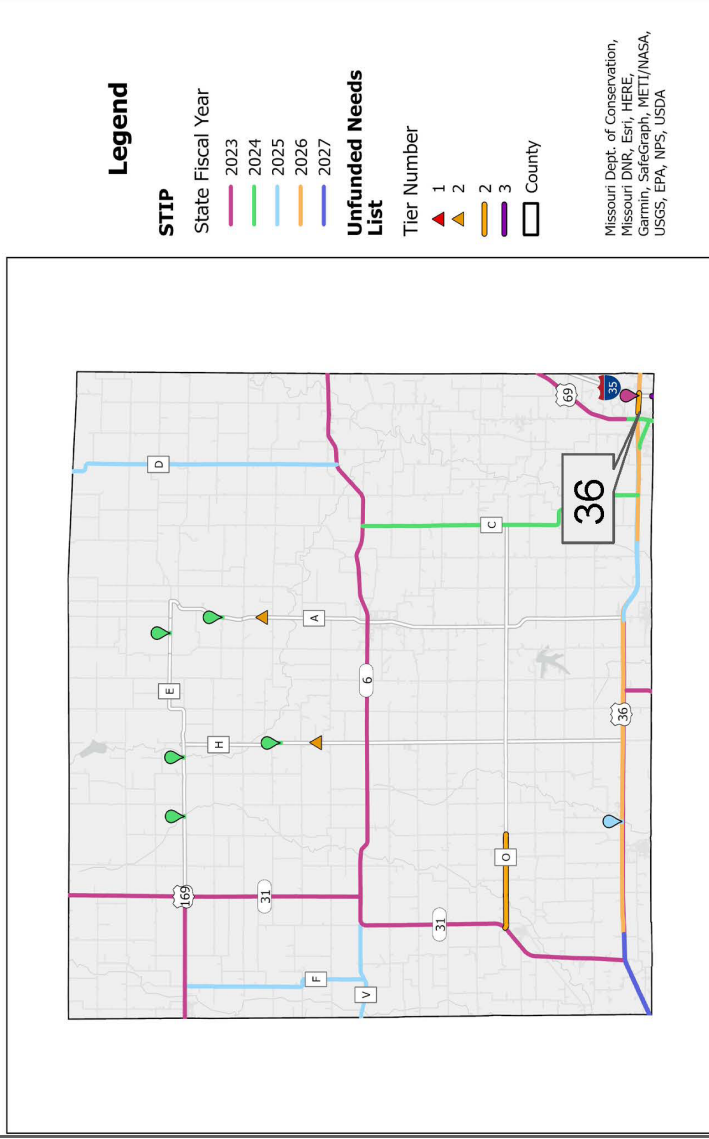 Legend
STIP
State Fiscal Year
2023
2024
2025
2026
2027
Unfunded Needs
List
Tier Number
1
2
2
3
County
Missouri Dept. of Conservation,
Missouri DNR, Esri, HERE,
Garmin, SafeGraph, METI/NASA,
USGS, EPA, NPS, USDA
D
E
A
H
169
31
6
F
V
31
C
O
36
36
69
35